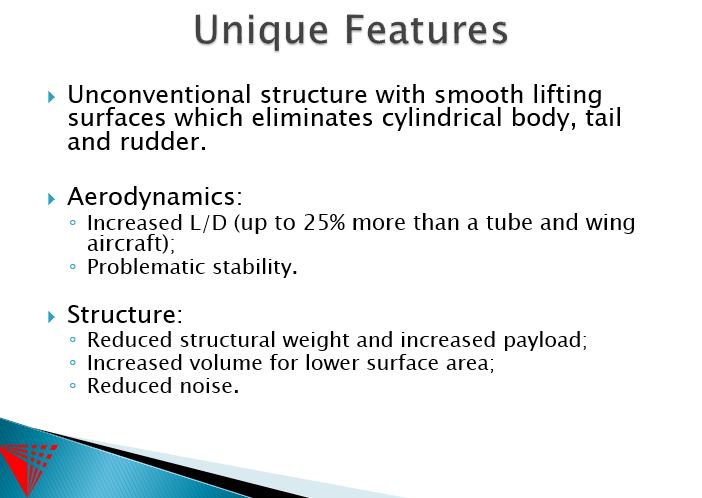 Unique Features
Unconventional structure with smooth lifting
surfaces which eliminates cylindrical body, tail
and rudder.
Aerodynamics:
Increased L/D (up to 25% more than a tube and wing
aircraft);
Problematic stability.
Structure:
Reduced structural weight and increased payload;
Increased volume for lower surface area;
Reduced noise.